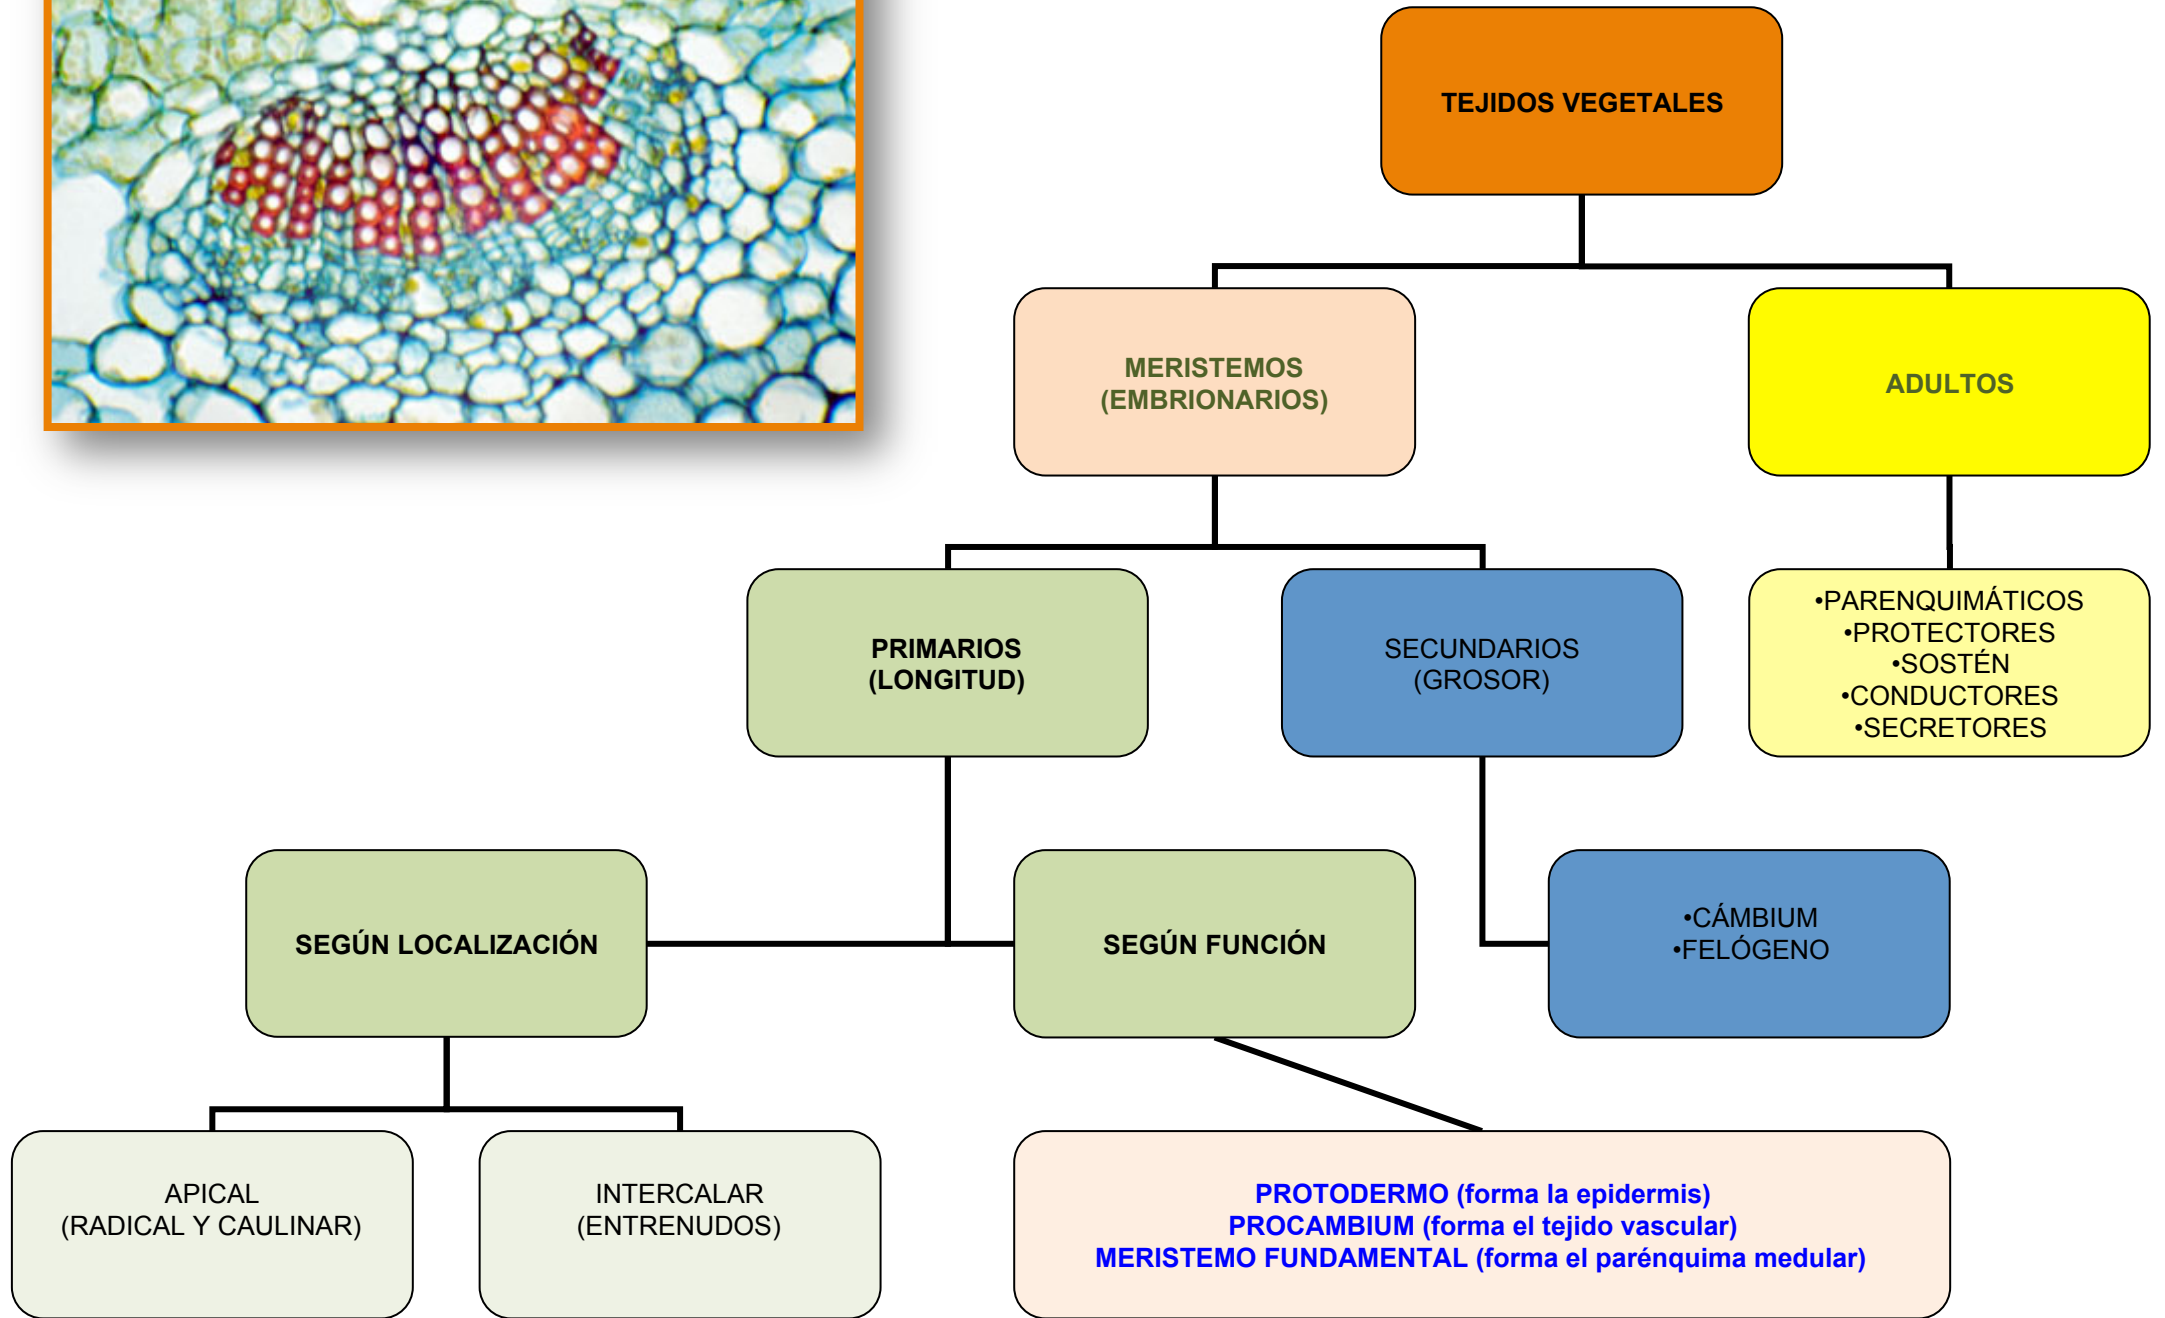 TEJIDOS VEGETALES
MERISTEMOS
(EMBRIONARIOS)
ADULTOS
PRIMARIOS
(LONGITUD)
SECUNDARIOS
(GROSOR)
•PARENQUIMÁTICOS
•PROTECTORES
•SOSTÉN
•CONDUCTORES
•SECRETORES
SEGÚN LOCALIZACIÓN
SEGÚN FUNCIÓN
•CÁMBIUM
•FELÓGENO
APICAL
(RADICAL Y CAULINAR)
INTERCALAR
(ENTRENUDOS)
PROTODERMO (forma la epidermis)
PROCAMBIUM (forma el tejido vascular)
MERISTEMO FUNDAMENTAL (forma el parénquima medular)